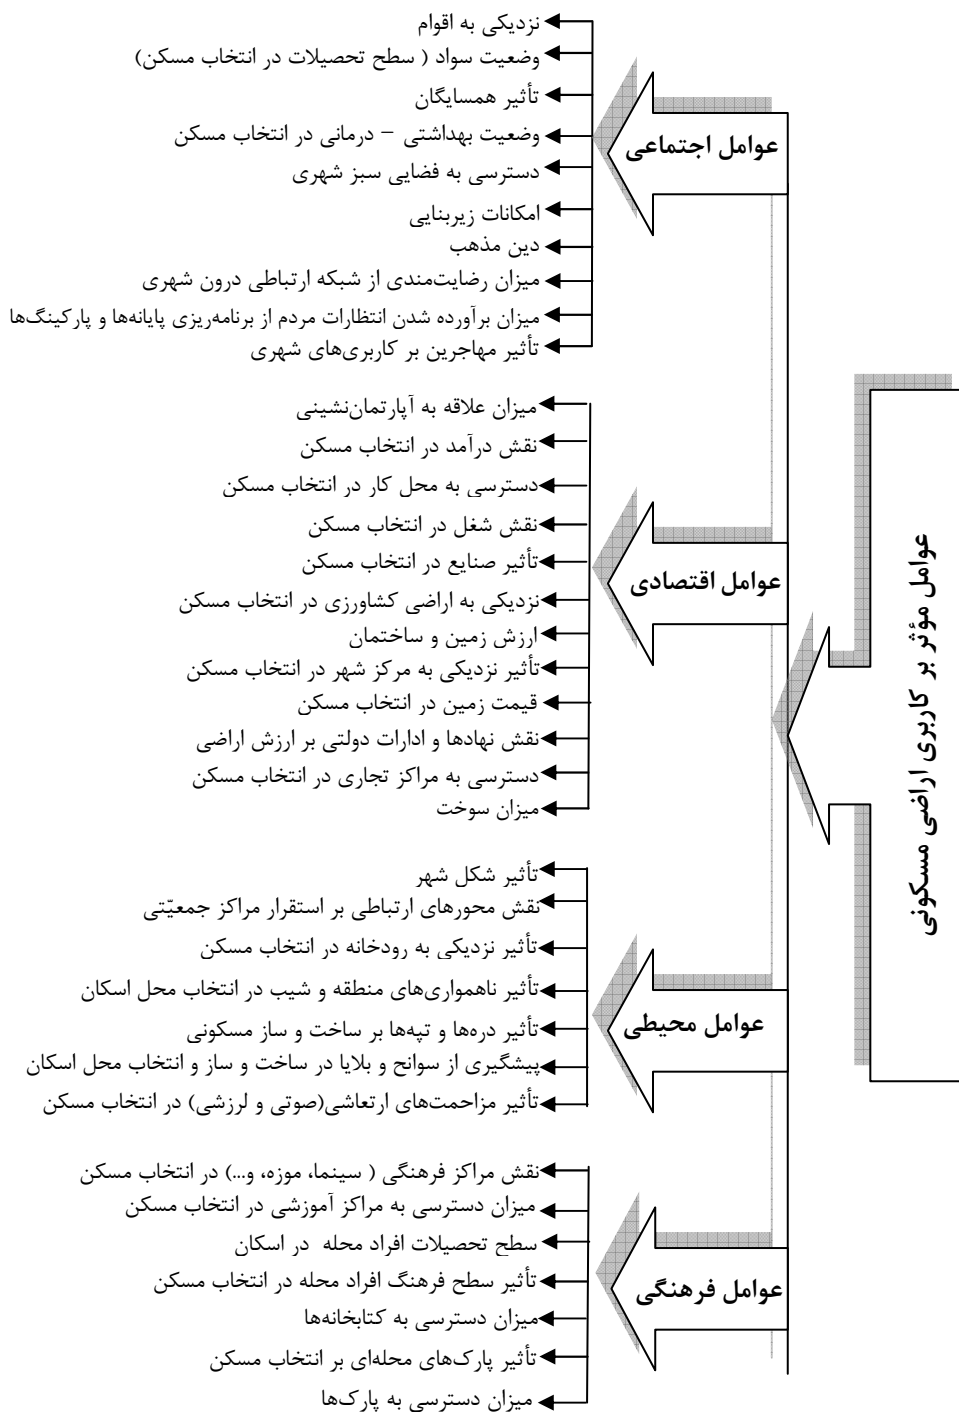 عوامل مؤثر بر کاربری اراضی مسکونی
عوامل اجتماعی
نزدیکی به اقوام
وضعیت سواد ( سطح تحصیلات در انتخاب مسکن)
تأثیر همسایگان
وضعیت بهداشتی – درمانی در انتخاب مسکن
دسترسی به فضایی سبز شهری
امکانات زیربنایی
دین مذهب
میزان رضایت‌مندی از شبکه ارتباطی درون شهری
میزان برآورده شدن انتظارات مردم از برنامه‌ریزی پایانه‌ها و پارکینگ‌ها
تأثیر مهاجرین بر کاربری‌های شهری
عوامل اقتصادی
میزان علاقه به آپارتمان‌نشینی
نقش درآمد در انتخاب مسکن
دسترسی به محل کار در انتخاب مسکن
نقش شغل در انتخاب مسکن
تأثیر صنایع در انتخاب مسکن
نزدیکی به اراضی کشاورزی در انتخاب مسکن
ارزش زمین و ساختمان
تأثیر نزدیکی به مرکز شهر در انتخاب مسکن
قیمت زمین در انتخاب مسکن
نقش نهادها و ادارات دولتی بر ارزش اراضی
دسترسی به مراکز تجاری در انتخاب مسکن
میزان سوخت
عوامل محیطی
تأثیر شکل شهر
نقش محورهای ارتباطی بر استقرار مراکز جمعیّتی
تأثیر نزدیکی به رودخانه در انتخاب مسکن
تأثیر ناهمواری‌های منطقه و شیب در انتخاب محل اسکان
تأثیر دره‌ها و تپه‌ها بر ساخت و ساز مسکونی
پیشگیری از سوانح و بلایا در ساخت و ساز و انتخاب محل اسکان
تأثیر مزاحمت‌های ارتعاشی(صوتی و لرزشی) در انتخاب مسکن
عوامل فرهنگی
نقش مراکز فرهنگی ( سینما، موزه، و...) در انتخاب مسکن
میزان دسترسی به مراکز آموزشی در انتخاب مسکن
سطح تحصیلات افراد محله در اسکان
تأثیر سطح فرهنگ افراد محله در انتخاب مسکن
میزان دسترسی به کتابخانه‌ها
تأثیر پارک‌های محله‌ای بر انتخاب مسکن
میزان دسترسی به پارک‌ها